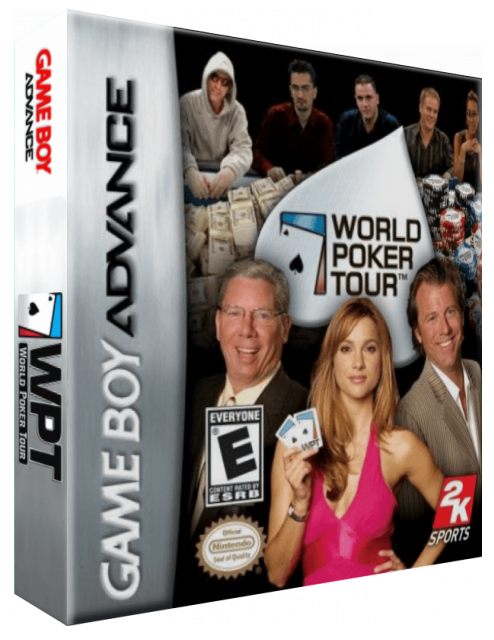 GAME BOY
ADVANCE
WPT
WORLD POKER TOUR
GAME BOY ADVANCE
WORLD
POKER
TOUR™
EVERYONE
E
CONTENT RATED BY
ESRB
WPT
Official
Nintendo
Seal of Quality
2K
SPORTS